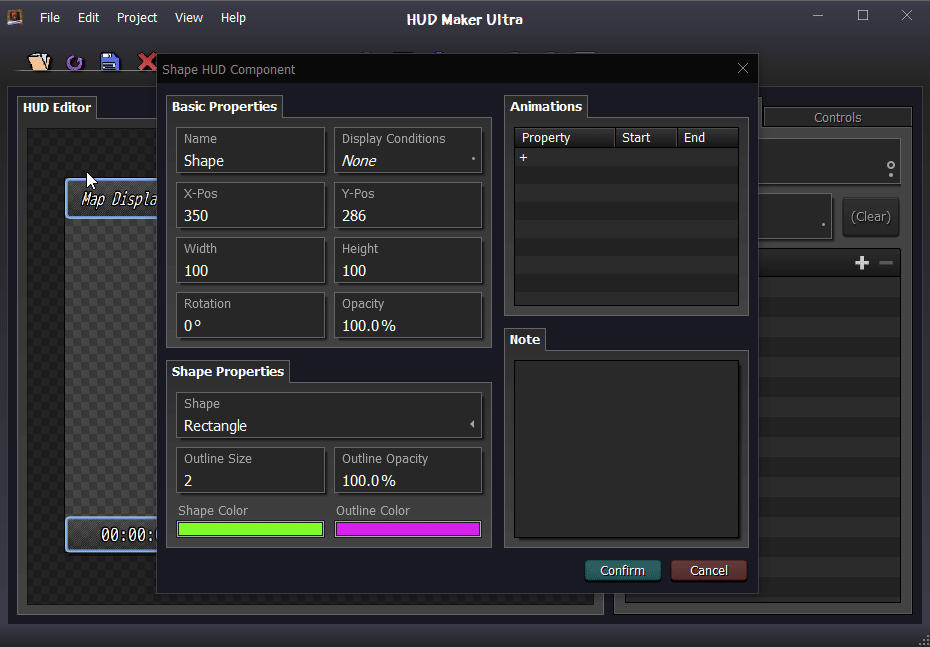 File Edit Project View Help
HUD Maker Ultra
Shape HUD Component
HUD Editor
Basic Properties
Animations
Controls
Name
Shape
Display Conditions
None
Property Start End
+
Map Displa
X-Pos
350
Y-Pos
286
(Clear)
Width
100
Height
100
Rotation
0°
Opacity
100.0%
Note
Shape Properties
Shape
Rectangle
Outline Size
2
Outline Opacity
100.0%
Shape Color
Outline Color
00:00:
Confirm
Cancel